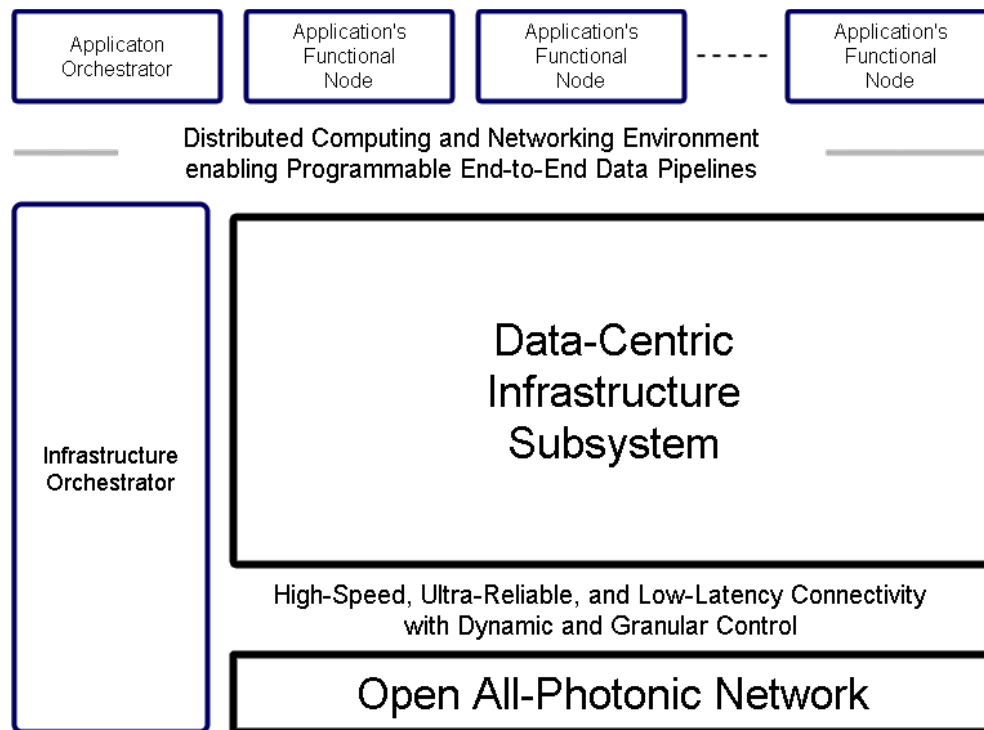 Applicaton
Orchestrator
Application's
Functional
Node
Application's
Functional
Node
Application's
Functional
Node
Distributed Computing and Networking Environment
enabling Programmable End-to-End Data Pipelines
Infrastructure
Orchestrator
Data-Centric
Infrastructure
Subsystem
High-Speed, Ultra-Reliable, and Low-Latency Connectivity
with Dynamic and Granular Control
Open All-Photonic Network